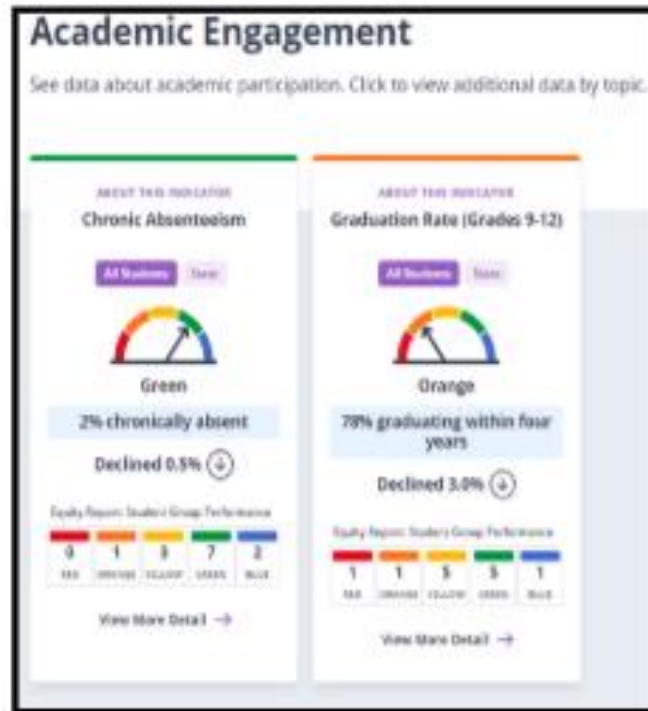 Academic Engagement
See data about academic participation. Click to view additional data by topic.
ABOUT THIS INDICATOR
Chronic Absenteeism
All Students State
Green
2% chronically absent
Declined 0.5%
Equity Report: Student Group Performance
0 1 3 7 2
RED ORANGE YELLOW GREEN BLUE
View More Detail →
ABOUT THIS INDICATOR
Graduation Rate (Grades 9-12)
All Students State
Orange
78% graduating within four
years
Declined 3.0%
Equity Report: Student Group Performance
1 1 5 5 1
RED ORANGE YELLOW GREEN BLUE
View More Detail →